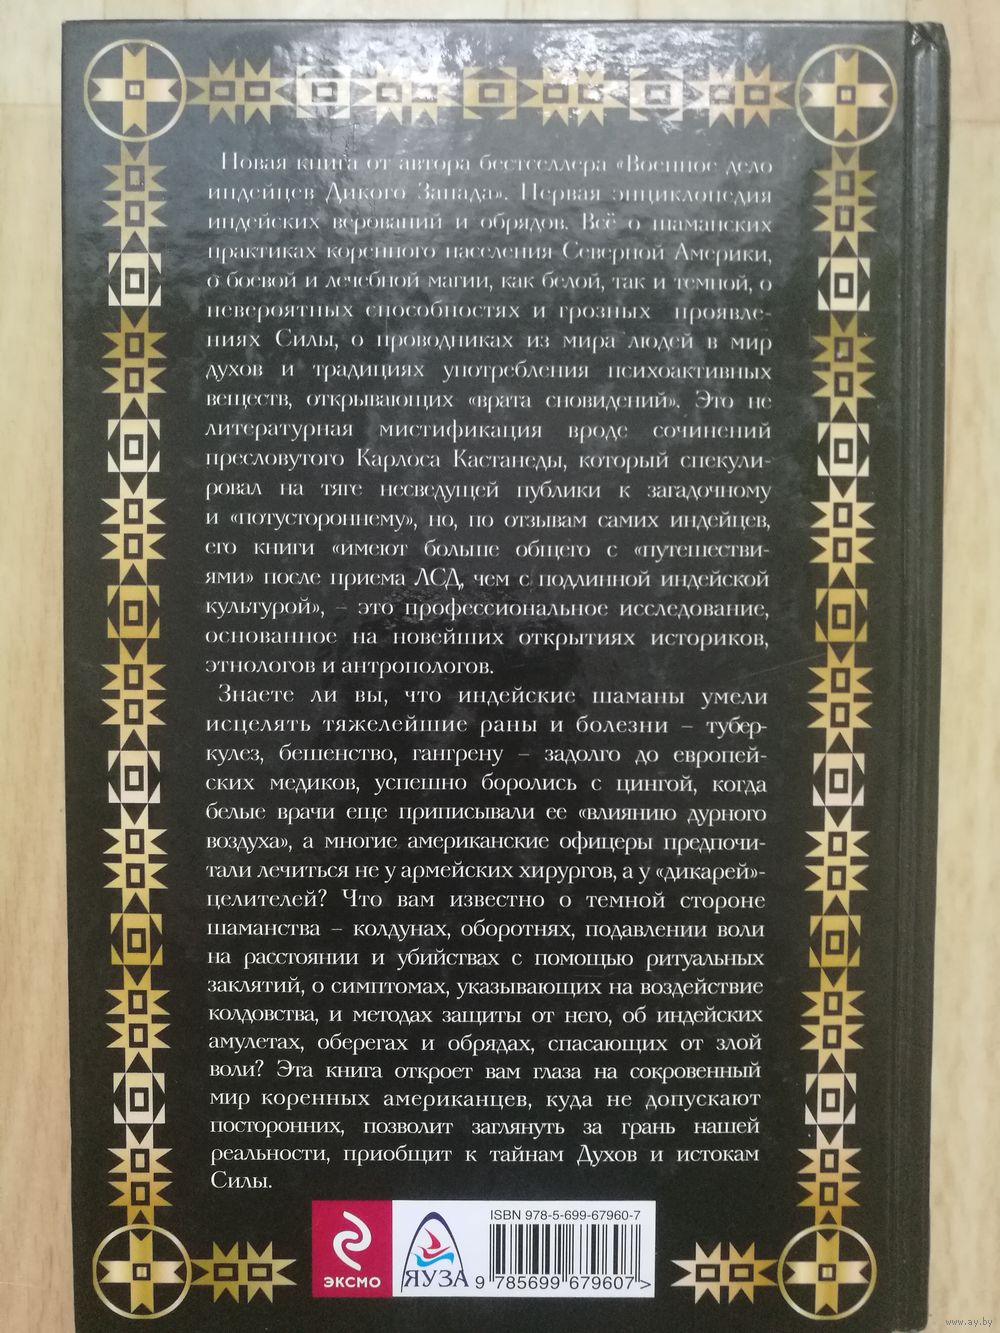 Новая книга от автора бестселлера «Военное дело
индейцев Дикого Запада». Первая энциклопедия
индейских верований и обрядов. Всё о шаманских
практиках коренного населения Северной Америки,
о боевой и лечебной магии, как белой, так и темной, о
невероятных способностях и грозных проявле-
ниях Силы, о проводниках из мира людей в мир
духов и традициях употребления психоактивных
веществ, открывающих «врата сновидений». Это не
литературная мистификация вроде сочинений
пресловутого Карлоса Кастанеды, который спекули-
ровал на тяге несведущей публики к загадочному
и «потустороннему», но, по отзывам самих индейцев,
его книги «имеют больше общего с «путешестви-
ями» после приема ЛСД, чем с подлинной индейской
культурой», – это профессиональное исследование,
основанное на новейших открытиях историков,
этнологов и антропологов.
Знаете ли вы, что индейские шаманы умели
исцелять тяжелейшие раны и болезни – тубер-
кулез, бешенство, гангрену – задолго до европей-
ских медиков, успешно боролись с цингой, когда
белые врачи еще приписывали ее «влиянию дурного
воздуха», а многие американские офицеры предпочи-
тали лечиться не у армейских хирургов, а у «дикарей»-
целителей? Что вам известно о темной стороне
шаманства – колдунах, оборотнях, подавлении воли
на расстоянии и убийствах с помощью ритуальных
заклятий, о симптомах, указывающих на воздействие
колдовства, и методах защиты от него, об индейских
амулетах, оберегах и обрядах, спасающих от злой
воли? Эта книга откроет вам глаза на сокровенный
мир коренных американцев, куда не допускают
посторонних, позволит заглянуть за грань нашей
реальности, приобщит к тайнам Духов и истокам
Силы.
ISBN 978-5-699-67960-7
ЭКСМО
ЯУЗА
9 785699 679607 >
www.ay.by